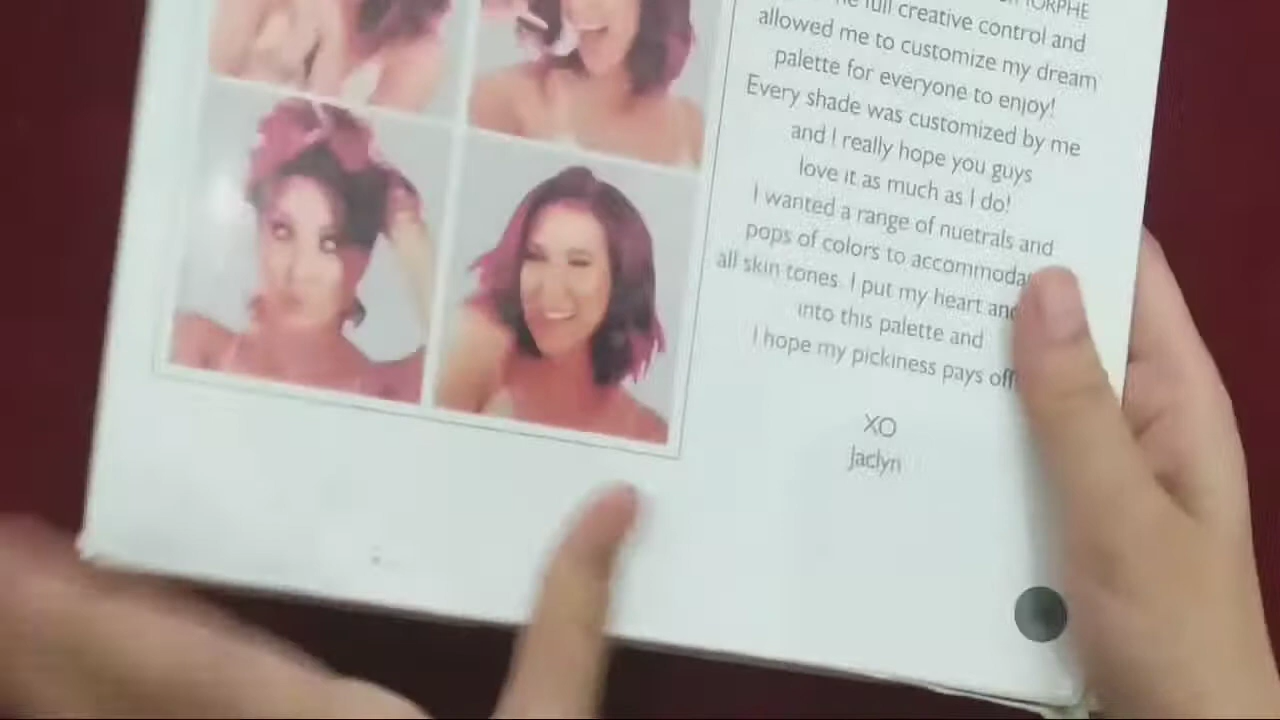 MORPHE
full creative control and
allowed me to customize my dream
palette for everyone to enjoy!
Every shade was customized by me
and I really hope you guys
love it as much as I do!
I wanted a range of nuetrals and
pops of colors to accommoda
all skin tones. I put my heart and
into this palette and
I hope my pickiness pays off
XO
Jaclyn